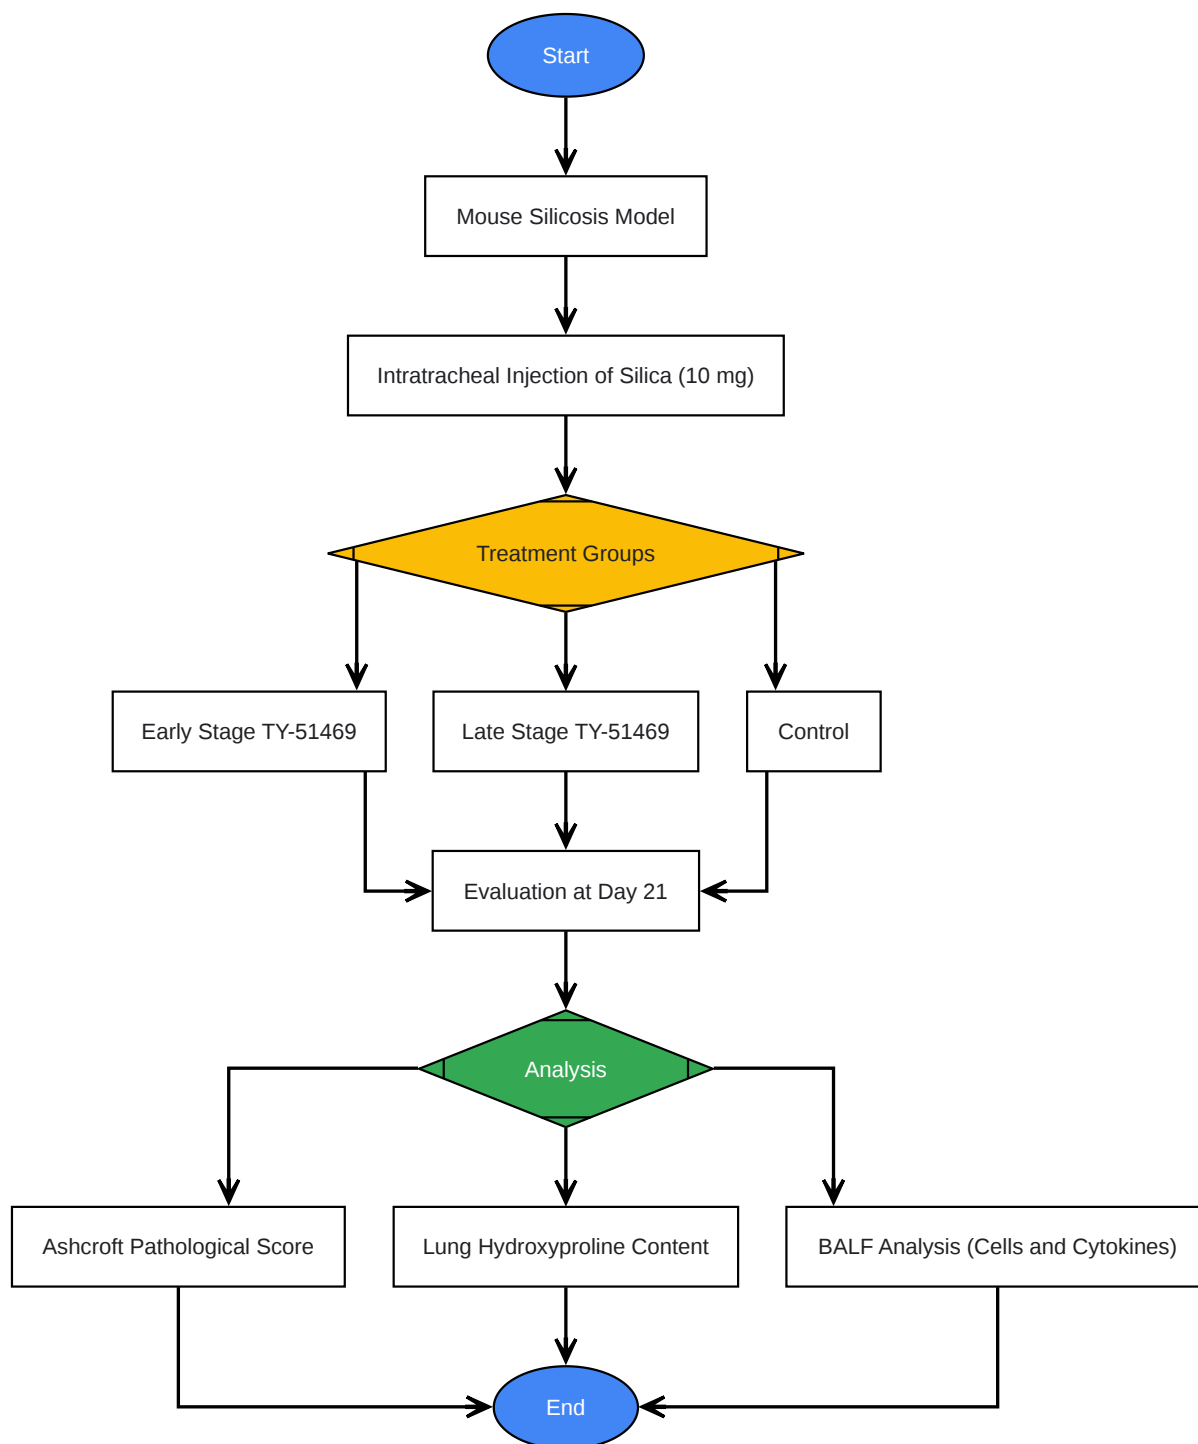 Start
Mouse Silicosis Model
Intratracheal Injection of Silica (10 mg)
Treatment Groups
Early Stage TY-51469
Late Stage TY-51469
Control
Evaluation at Day 21
Analysis
Ashcroft Pathological Score
Lung Hydroxyproline Content
BALF Analysis (Cells and Cytokines)
End